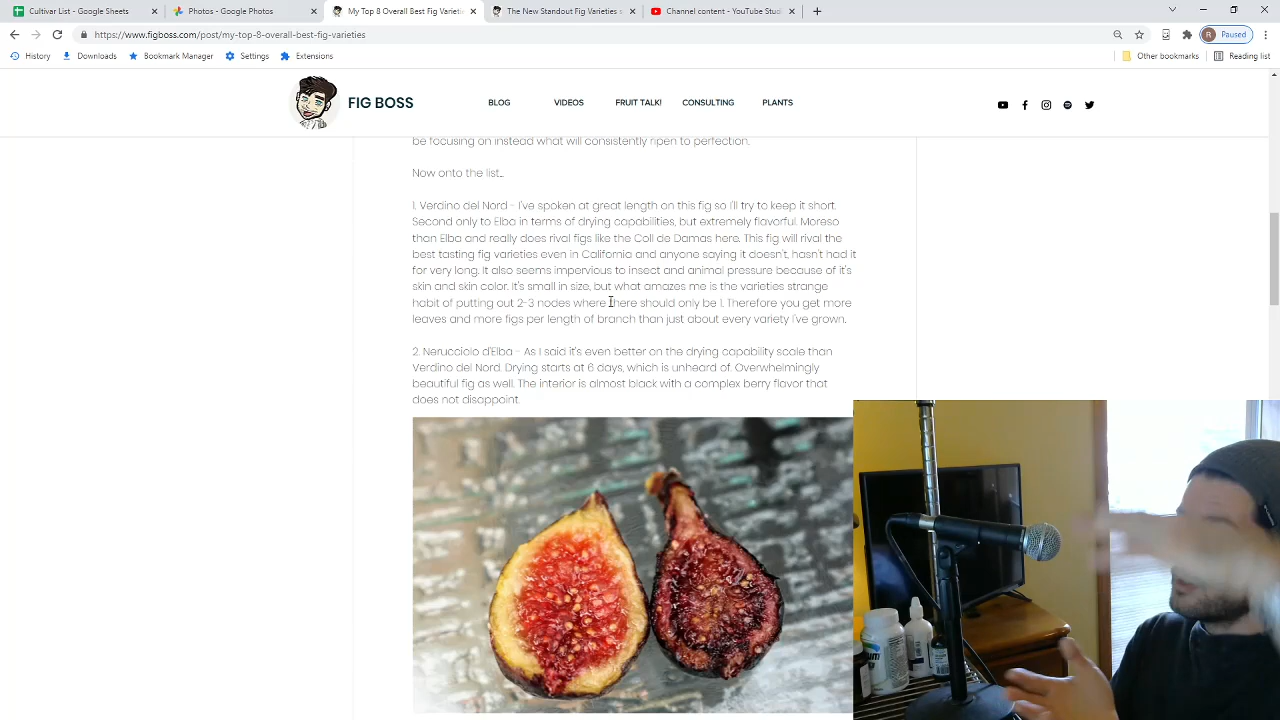 Cultivar List - Google Sheets
Photos - Google Photos
My Top 8 Overall Best Fig Varieti
The New Standout Fig Varieties
Channel content - YouTube Stud
https://www.figboss.com/post/my-top-8-overall-best-fig-varieties
R
Paused
History
Downloads
Bookmark Manager
Settings
Extensions
Other bookmarks
Reading list
FIG BOSS
BLOG
VIDEOS
FRUIT TALK!
CONSULTING
PLANTS
be focusing on instead what will consistently ripen to perfection.
Now onto the list...
1. Verdino del Nord - I've spoken at great length on this fig so I'll try to keep it short.
Second only to Elba in terms of drying capabilities, but extremely flavorful. Moreso
than Elba and really does rival figs like the Coll de Damas here. This fig will rival the
best tasting fig varieties even in California and anyone saying it doesn't, hasn't had it
for very long. It also seems impervious to insect and animal pressure because of it's
skin and skin color. It's small in size, but what amazes me is the varieties strange
habit of putting out 2-3 nodes where there should only be 1. Therefore you get more
leaves and more figs per length of branch than just about every variety I've grown.
2. Nerucciolo d'Elba - As I said it's even better on the drying capability scale than
Verdino del Nord. Drying starts at 6 days, which is unheard of. Overwhelmingly
beautiful fig as well. The interior is almost black with a complex berry flavor that
does not disappoint.